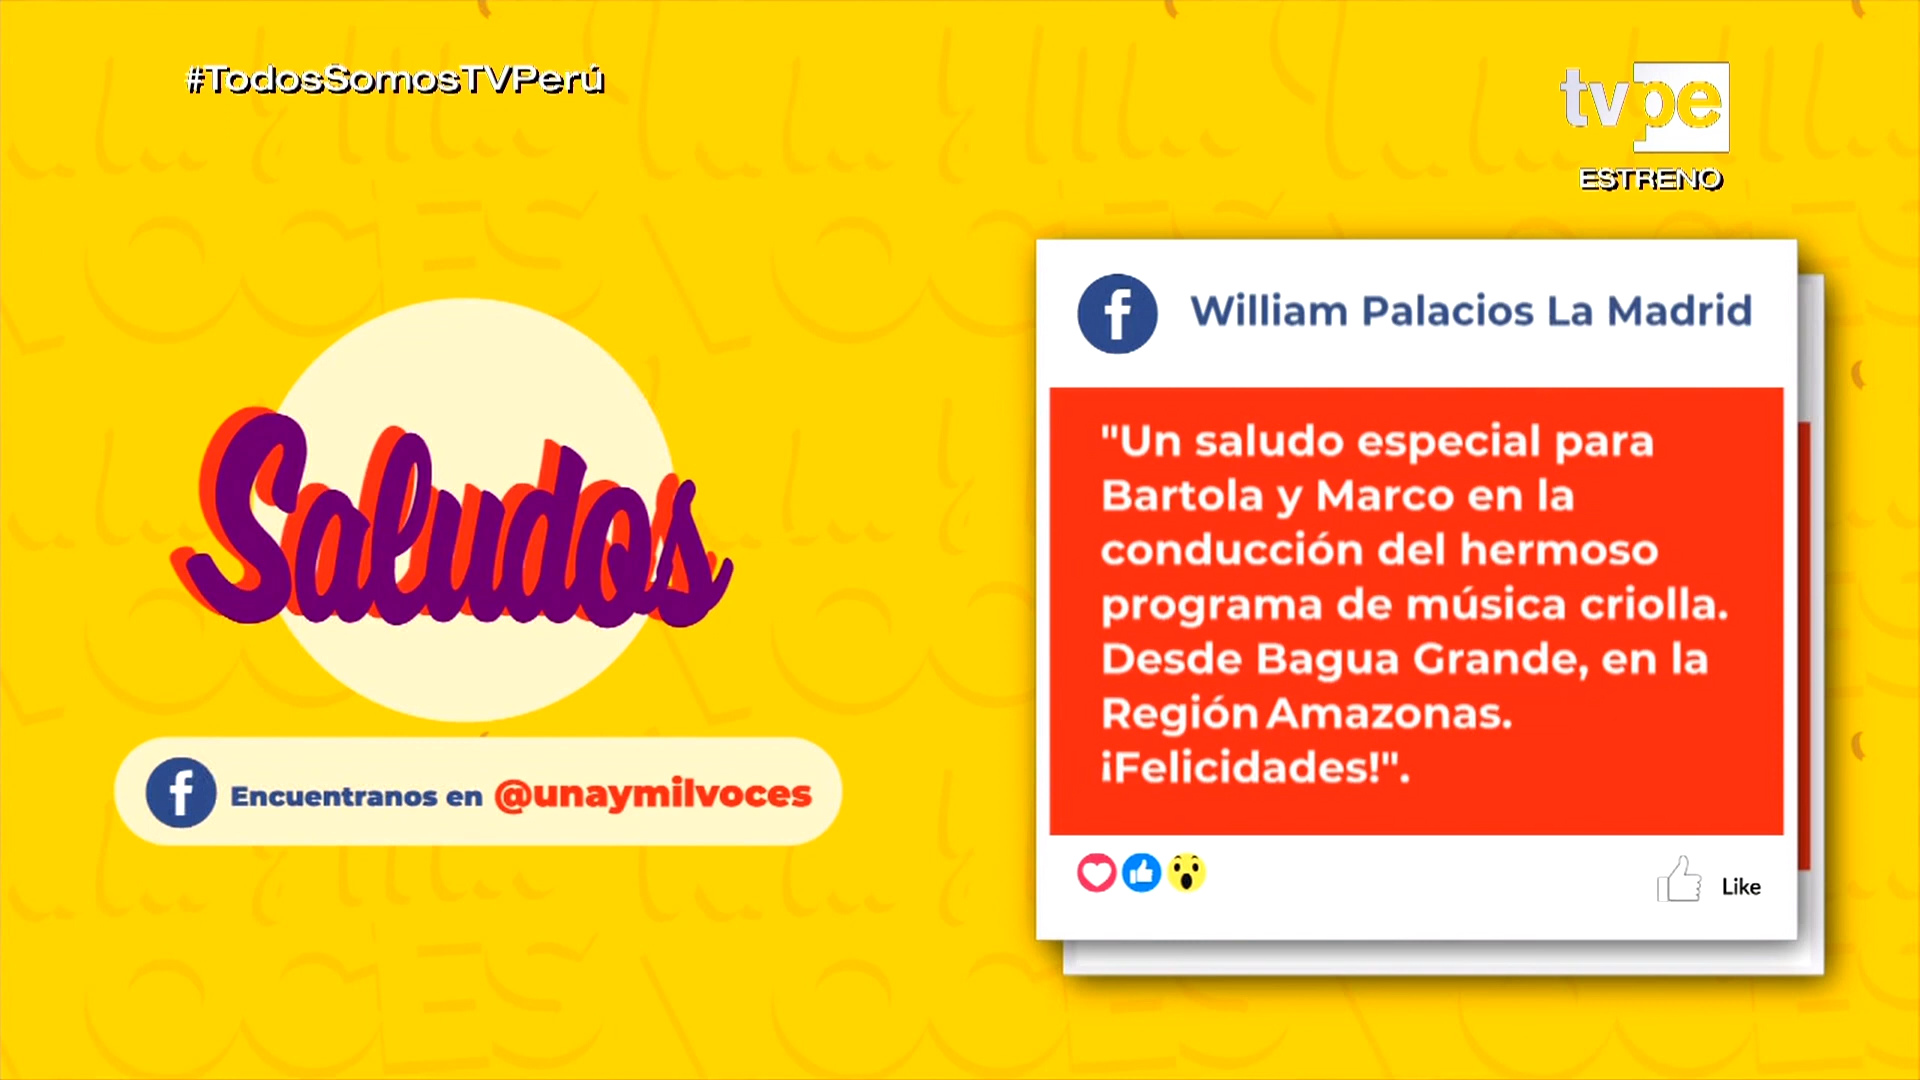 #TodosSomosTVPerú
tvpe
ESTRENO
Saludos
Encuentranos en @unaymilvoces
William Palacios La Madrid
"Un saludo especial para
Bartola y Marco en la
conducción del hermoso
programa de música criolla.
Desde Bagua Grande, en la
Región Amazonas.
¡Felicidades!".
Like